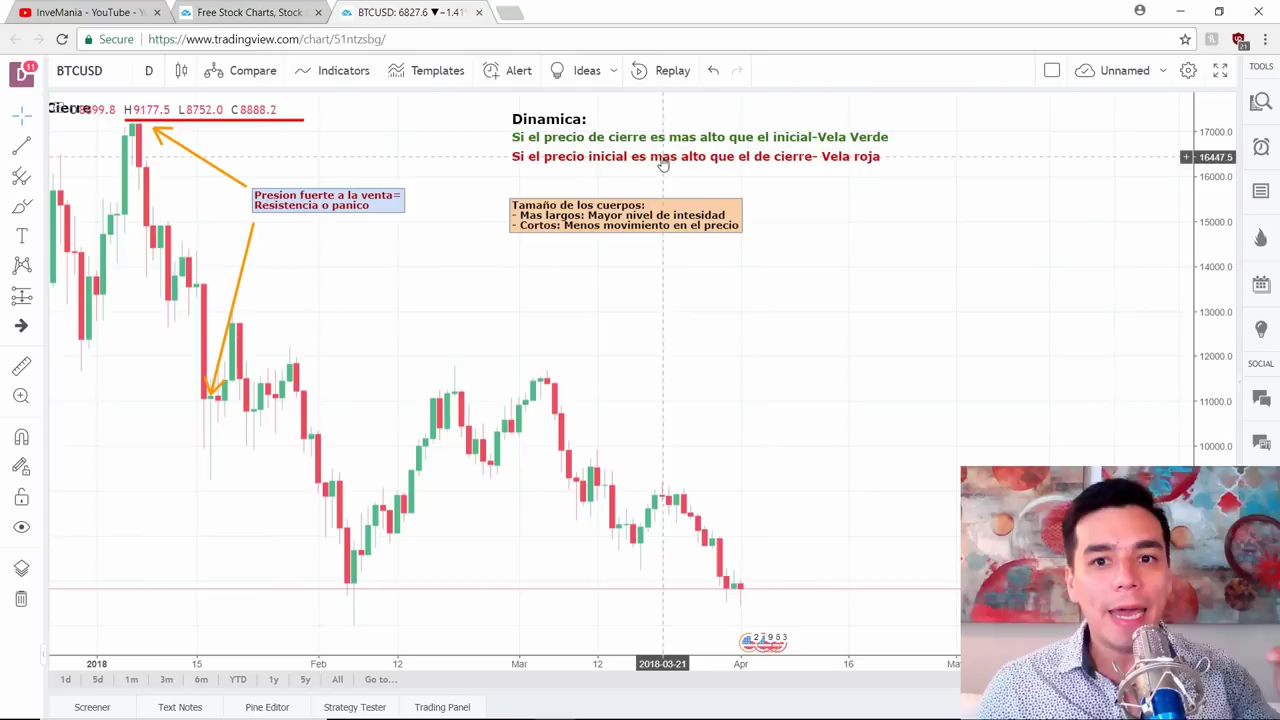 InveMania - YouTube - Yo
Free Stock Charts, Stock
BTCUSD: 6827.6 ▼−1.41%
Secure
https://www.tradingview.com/chart/51ntzsbg/
21
11
BTCUSD
D
Compare
Indicators
Templates
Alert
Ideas
Replay
Unnamed
TOOLS
Cierre
H9177.5 L8752.0 C8888.2
Dinamica:
Si el precio de cierre es mas alto que el inicial-Vela Verde
Si el precio inicial es mas alto que el de cierre- Vela roja
Presion fuerte a la venta=
Resistencia o panico
Tamaño de los cuerpos:
- Mas largos: Mayor nivel de intesidad
- Cortos: Menos movimiento en el precio
17000.0
16447.5
16000.0
15000.0
14000.0
13000.0
12000.0
11000.0
10000.0
SOCIAL
2018
15
Feb
12
Mar
12
2018-03-21
Apr
16
1d
5d
1m
3m
6m
YTD
1y
5y
All
Go to...
Screener
Text Notes
Pine Editor
Strategy Tester
Trading Panel